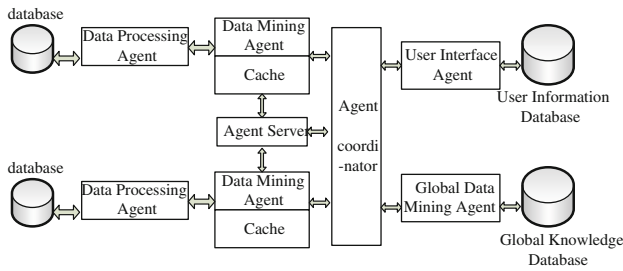 database
Data Processing
Agent
Data Mining
Agent
Cache
Agent Server
Agent
coordi
-nator
User Interface
Agent
User Information
Database
database
Data Processing
Agent
Data Mining
Agent
Cache
Global Data
Mining Agent
Global Knowledge
Database